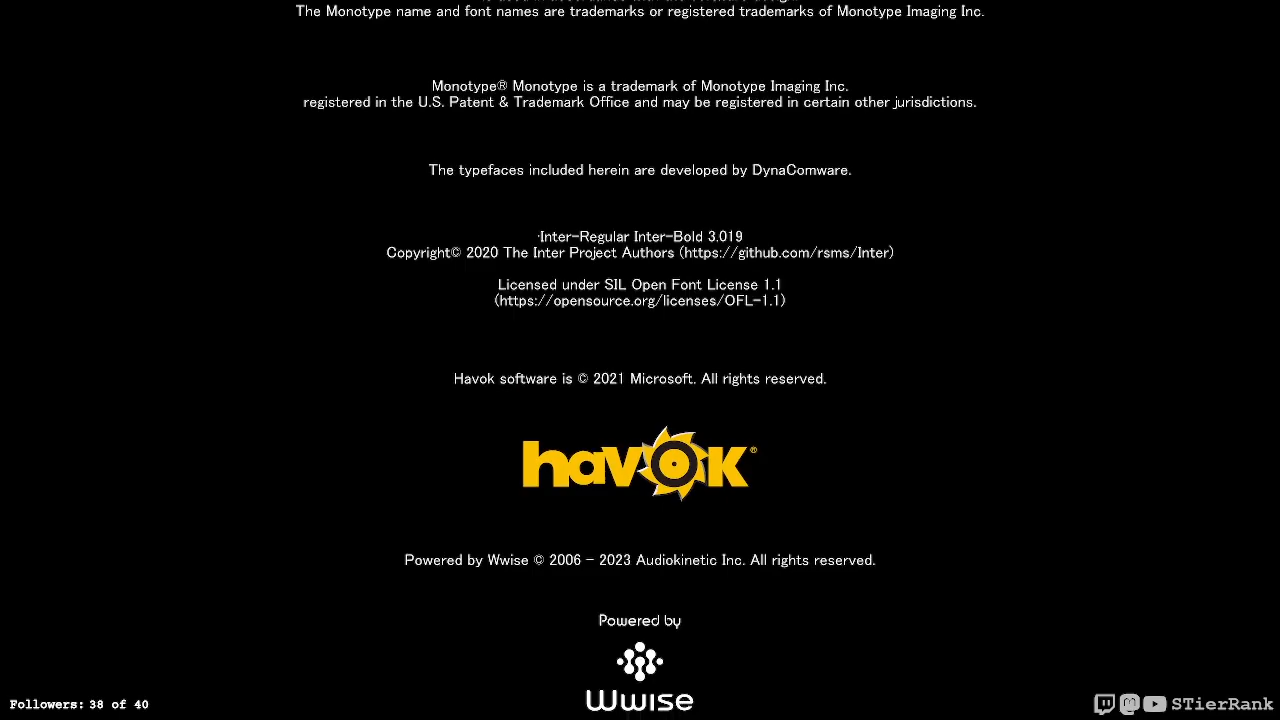 The Monotype name and font names are trademarks or registered trademarks of Monotype Imaging Inc.
Monotype® Monotype is a trademark of Monotype Imaging Inc.
registered in the U.S. Patent & Trademark Office and may be registered in certain other jurisdictions.
The typefaces included herein are developed by DynaComware.
·Inter-Regular Inter-Bold 3.019
Copyright© 2020 The Inter Project Authors (https://github.com/rsms/Inter)
Licensed under SIL Open Font License 1.1
(https://opensource.org/licenses/OFL-1.1)
Havok software is © 2021 Microsoft. All rights reserved.
havok®
Powered by Wwise © 2006 - 2023 Audiokinetic Inc. All rights reserved.
Powered by
Wwise
Followers: 38 of 40
STierRank